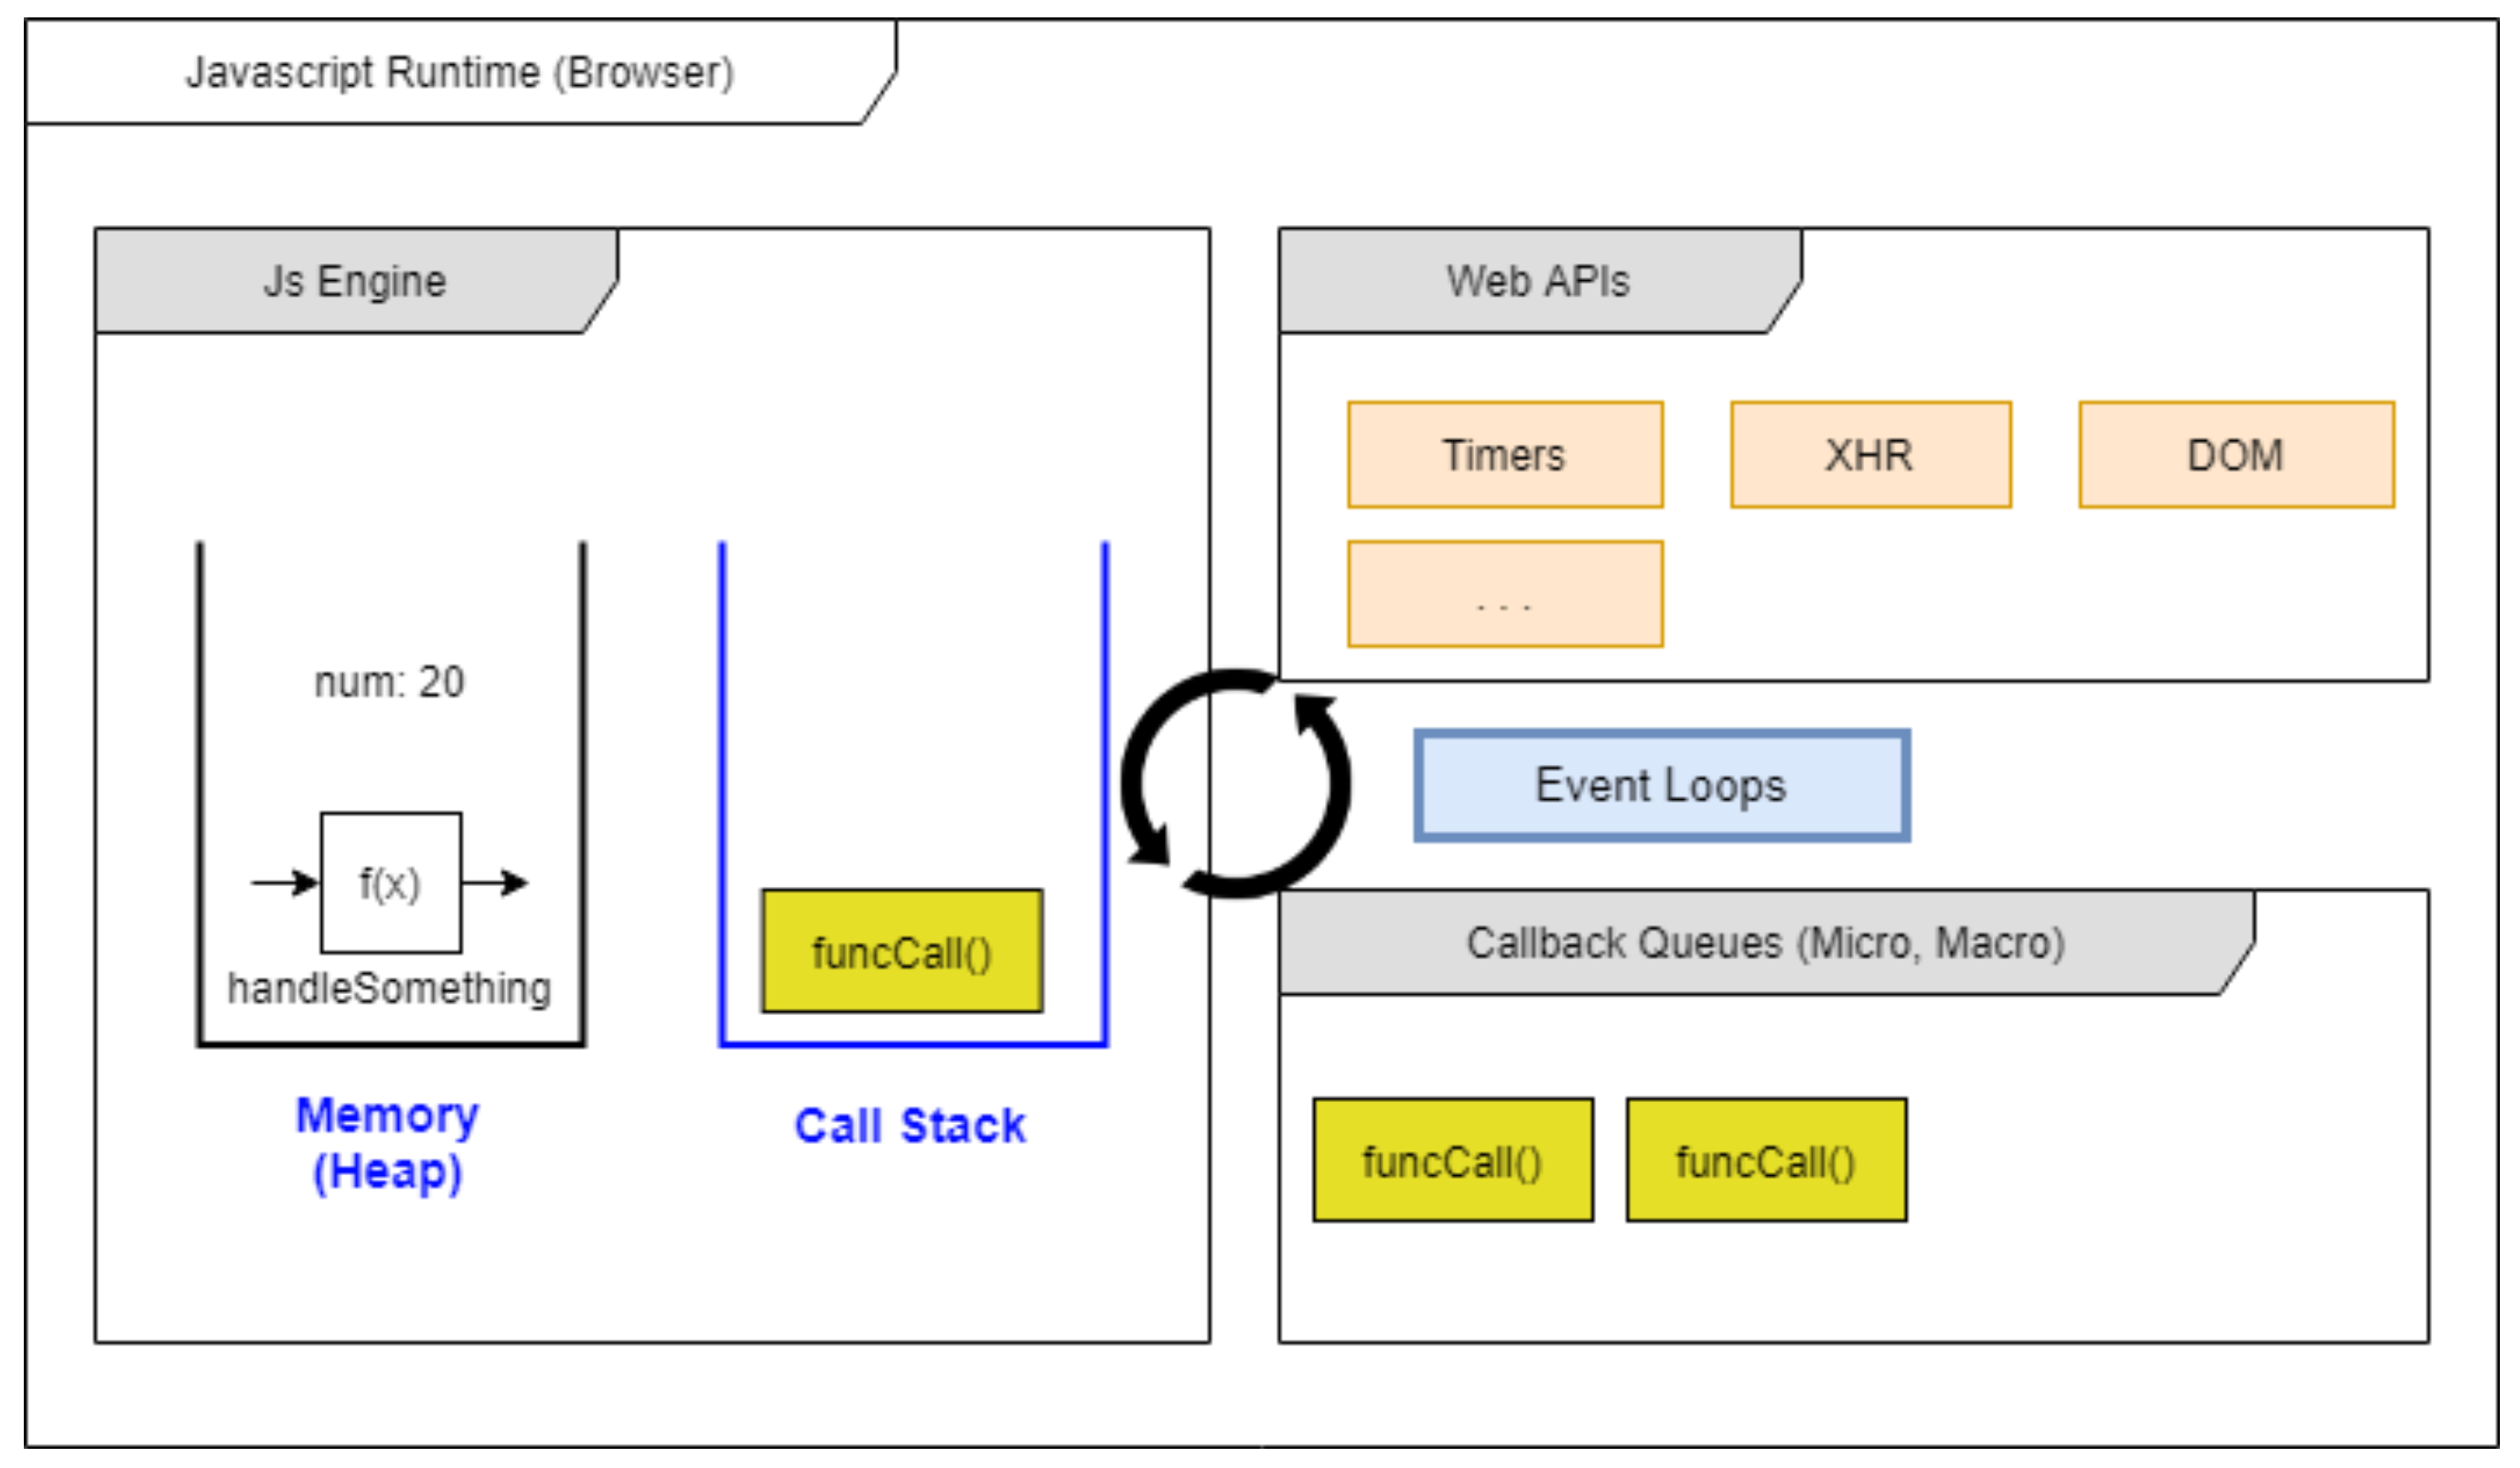 Javascript Runtime (Browser)
Js Engine
num: 20
f(x)
handleSomething
Memory
(Heap)
funcCall()
Call Stack
Web APIs
Timers
XHR
DOM
. . .
Event Loops
Callback Queues (Micro, Macro)
funcCall()
funcCall()